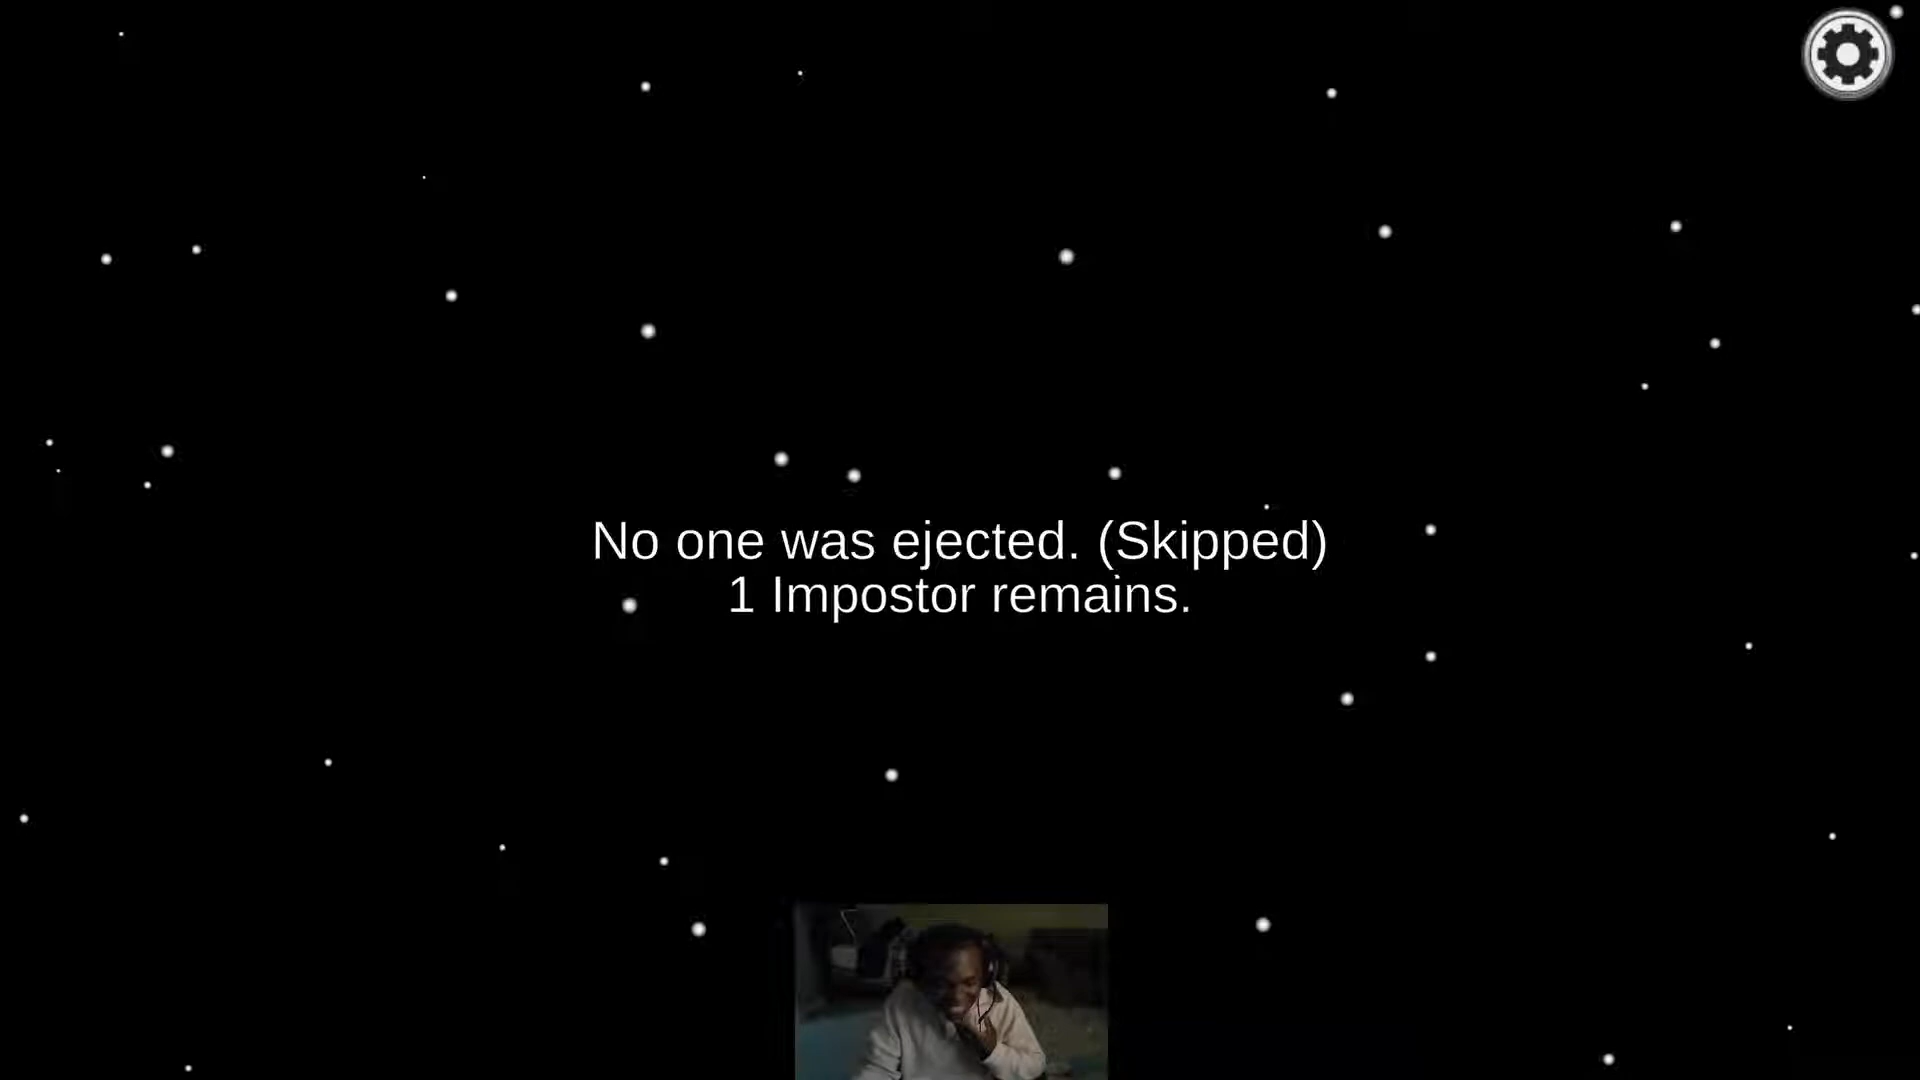 No one was ejected. (Skipped)
1 Impostor remains.